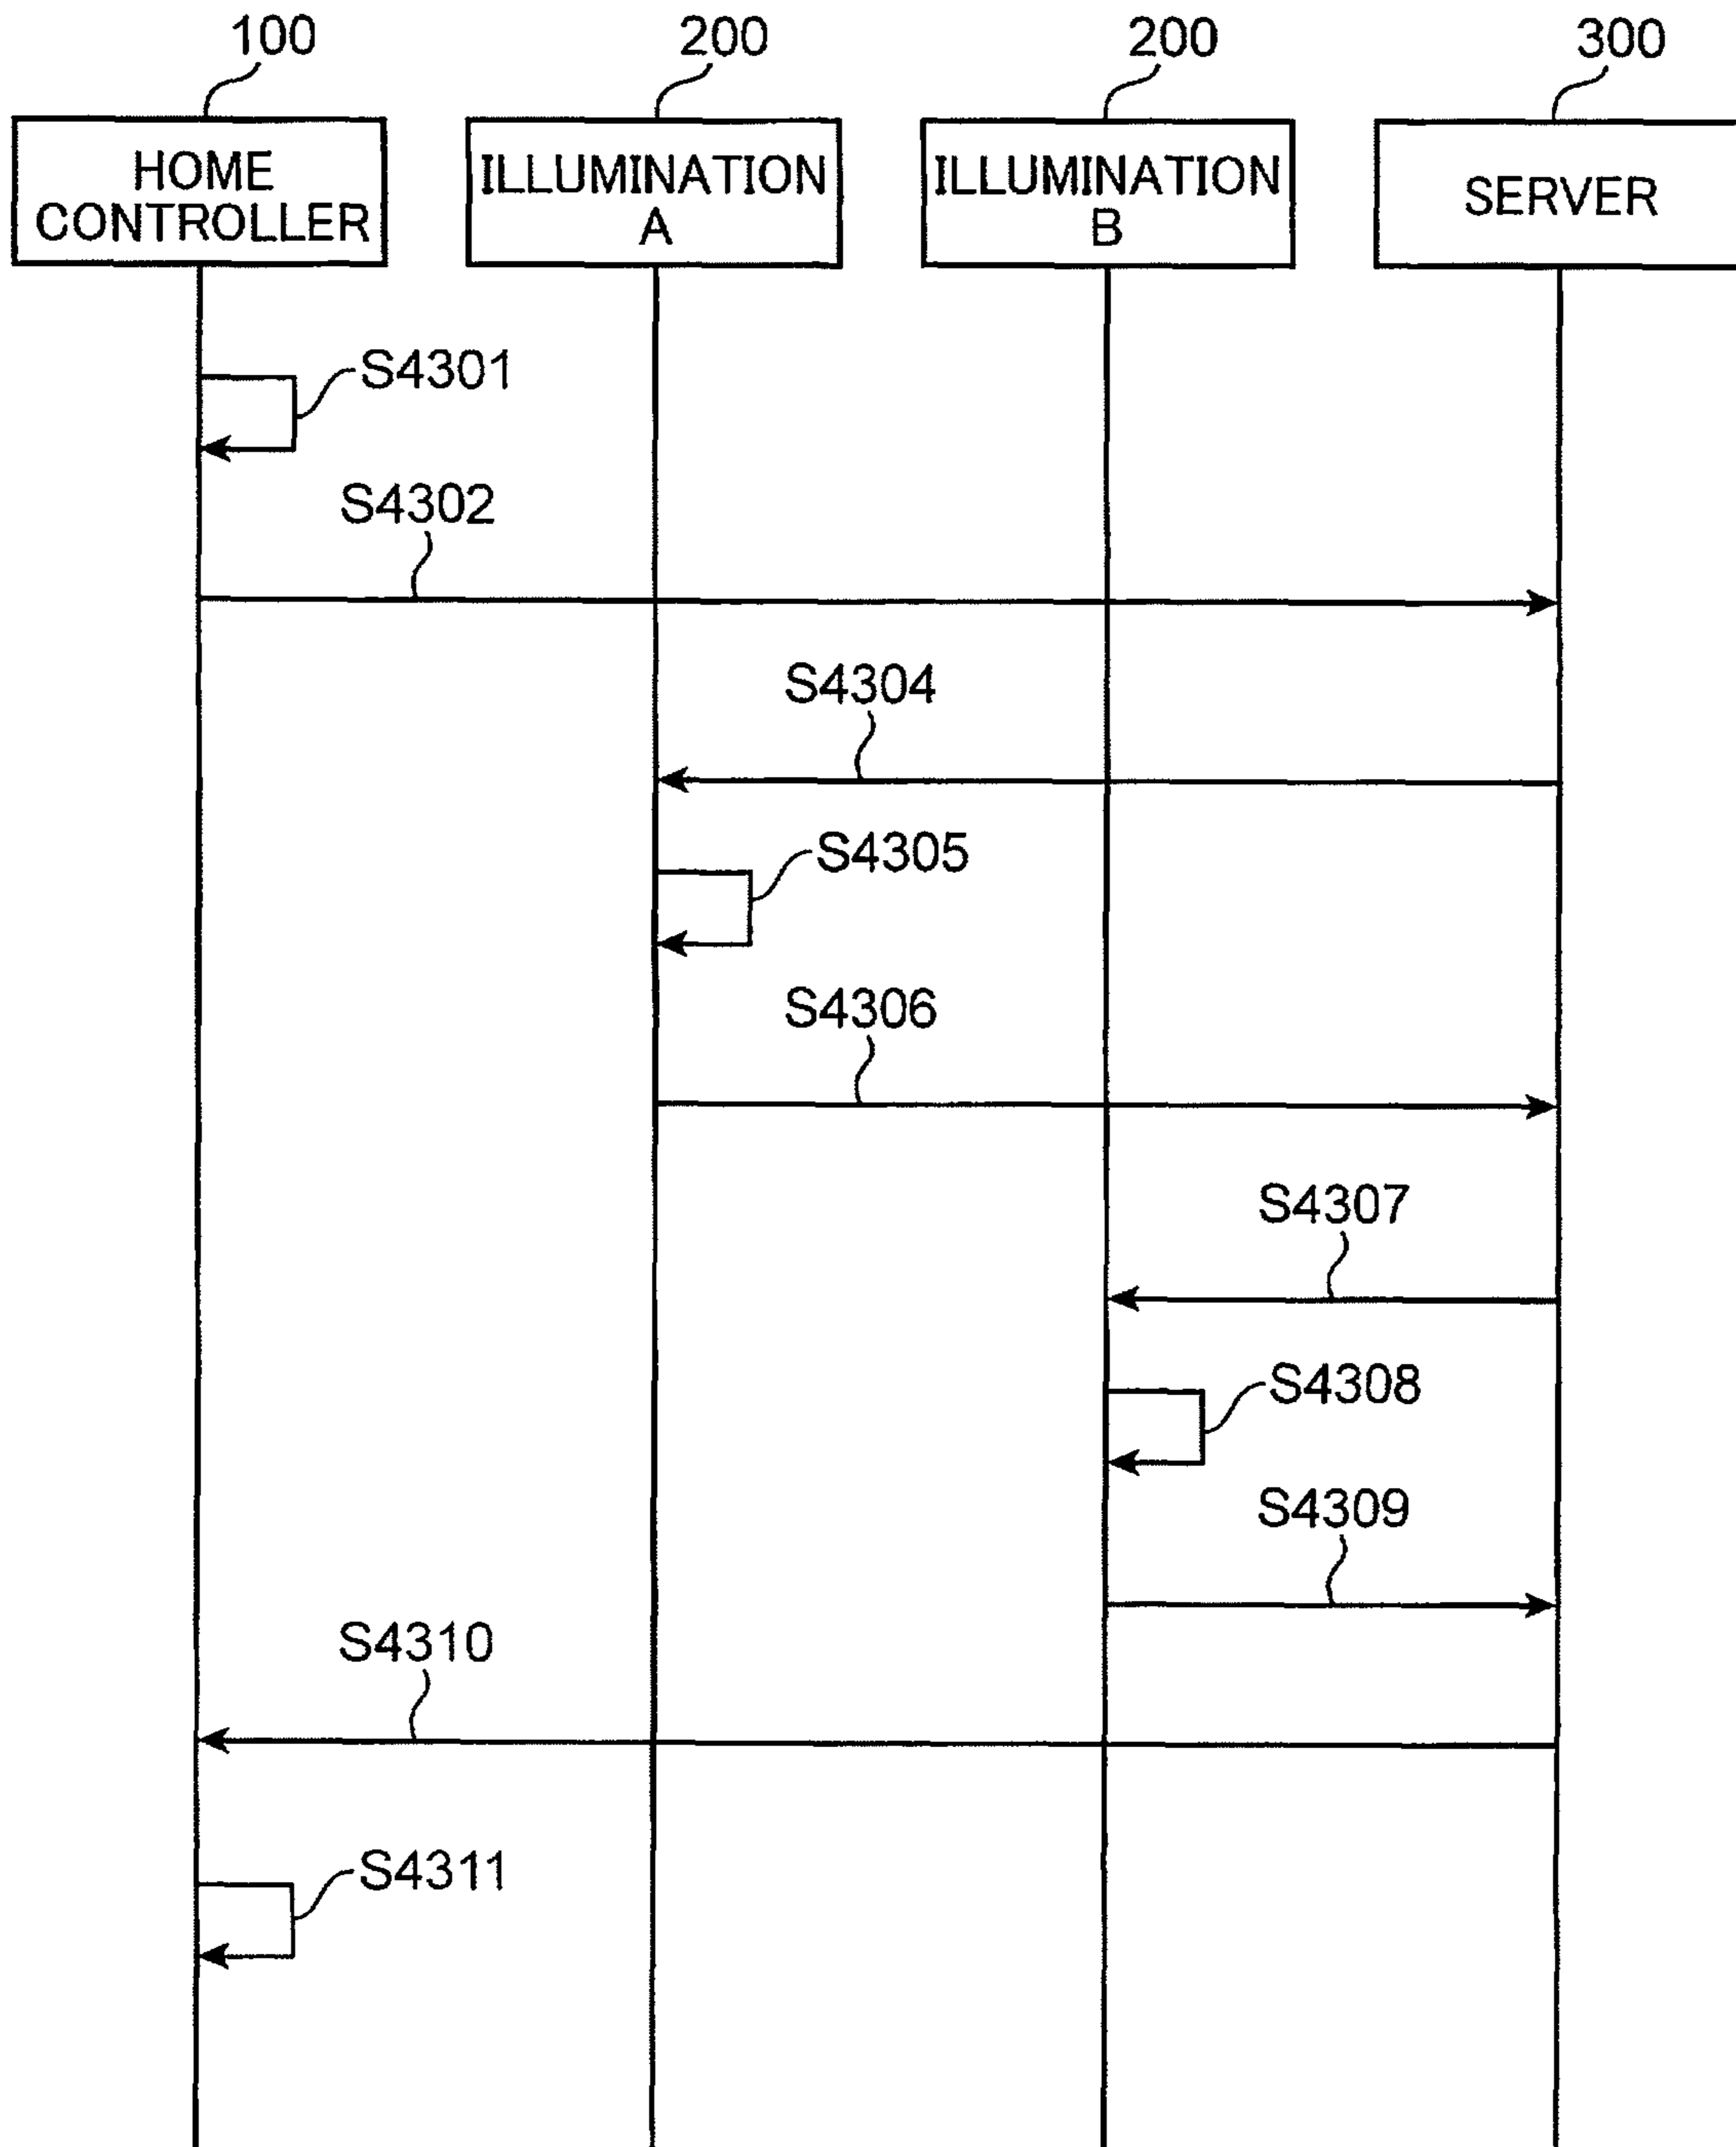 100
200
200
300
HOME
CONTROLLER
ILLUMINATION
A
ILLUMINATION
B
SERVER
S4301
S4302
S4304
S4305
S4306
S4307
S4308
S4309
S4310
S4311